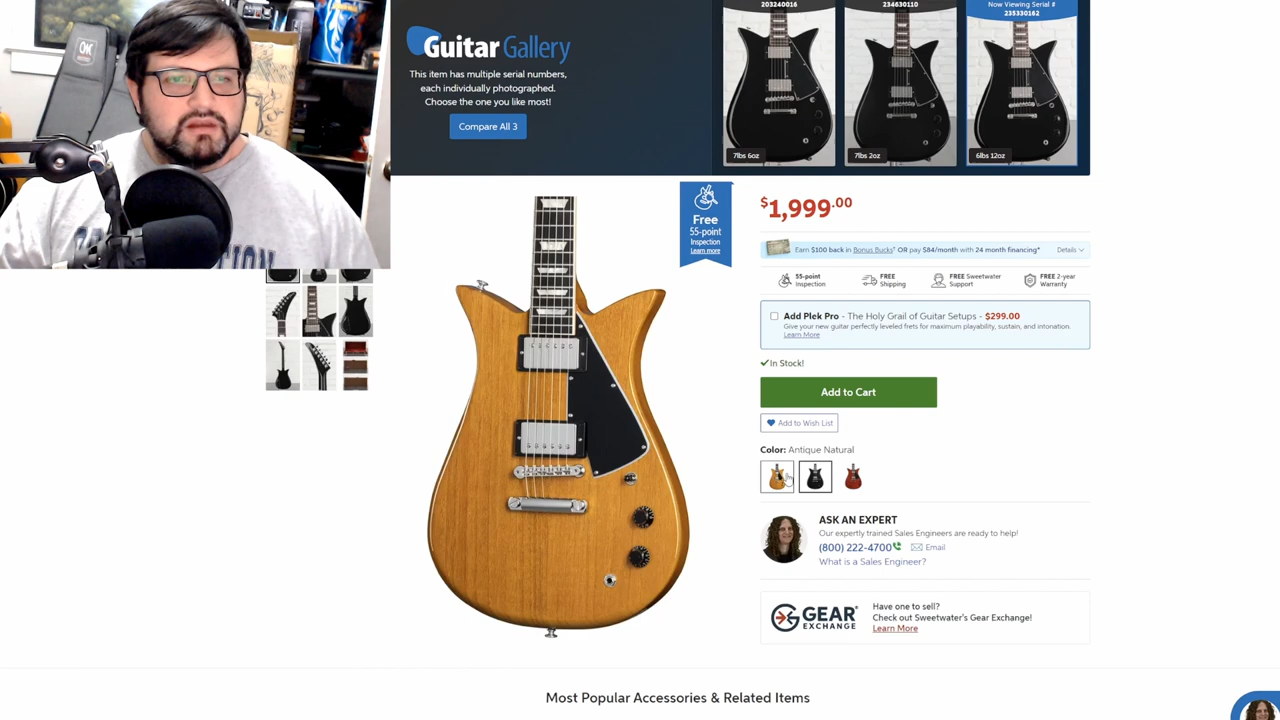 203240016
234630110
Now Viewing Serial #
235330162
Guitar Gallery
This item has multiple serial numbers,
each individually photographed.
Choose the one you like most!
Compare All 3
7lbs 6oz
7lbs 2oz
6lbs 12oz
Free
55-point
Inspection
Learn more
$1,999.00
Earn $100 back in Bonus Bucks† OR pay $84/month with 24 month financing* Details
55-point
Inspection
FREE
Shipping
FREE Sweetwater
Support
FREE 2-year
Warranty
Add Plek Pro - The Holy Grail of Guitar Setups - $299.00
Give your new guitar perfectly leveled frets for maximum playability, sustain, and intonation.
Learn More
In Stock!
Add to Cart
Add to Wish List
Color: Antique Natural
ASK AN EXPERT
Our expertly trained Sales Engineers are ready to help!
(800) 222-4700 Email
What is a Sales Engineer?
GEAR
EXCHANGE
Have one to sell?
Check out Sweetwater's Gear Exchange!
Learn More
Most Popular Accessories & Related Items